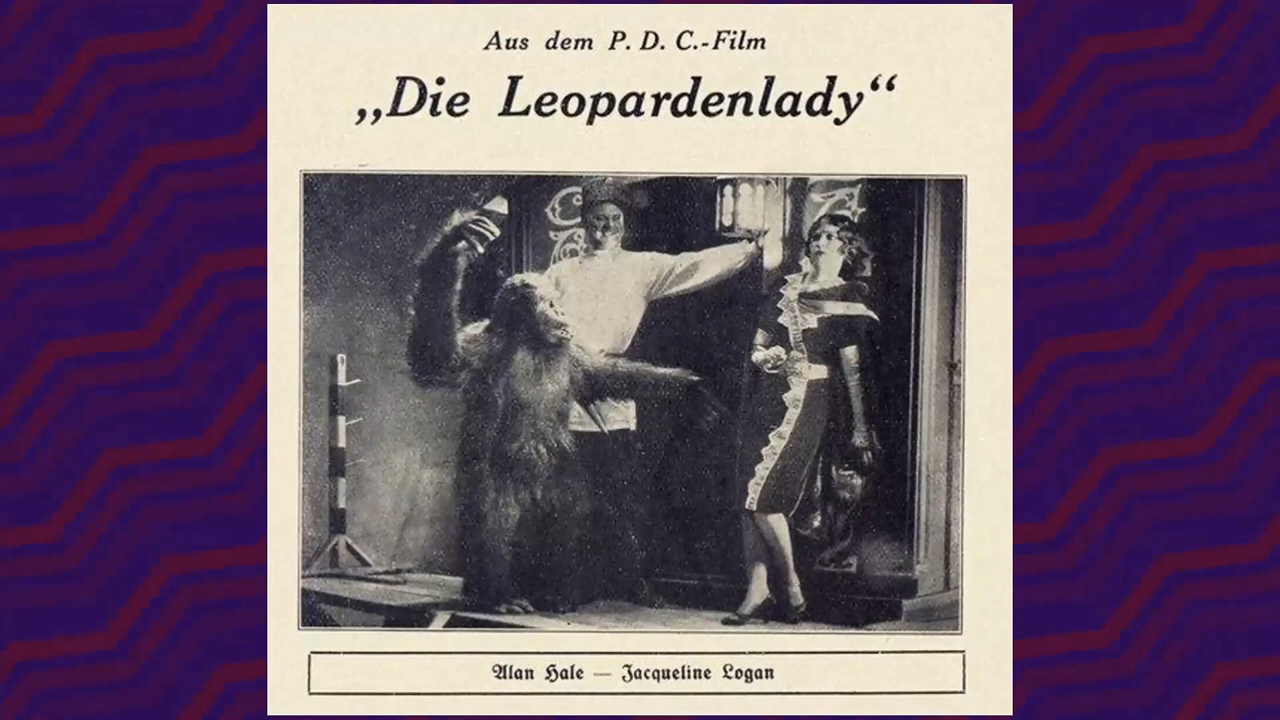 Aus dem P. D. C.-Film
„Die Leopardenlady“
Alan Hale — Jacqueline Logan